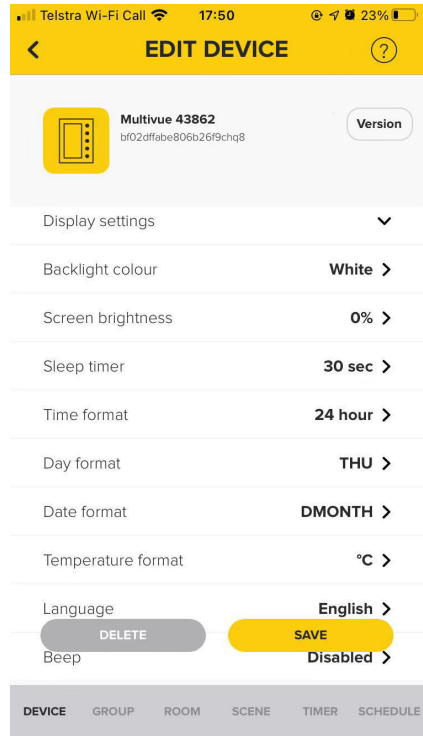 Telstra Wi-Fi Call 17:50 23%
EDIT DEVICE ?
Multivue 43862
bf02dffabe806b26f9chq8
Version
Display settings
Backlight colour White
Screen brightness 0%
Sleep timer 30 sec
Time format 24 hour
Day format THU
Date format DMONTH
Temperature format °C
Language English
DELETE SAVE
Beep Disabled
DEVICE GROUP ROOM SCENE TIMER SCHEDULE